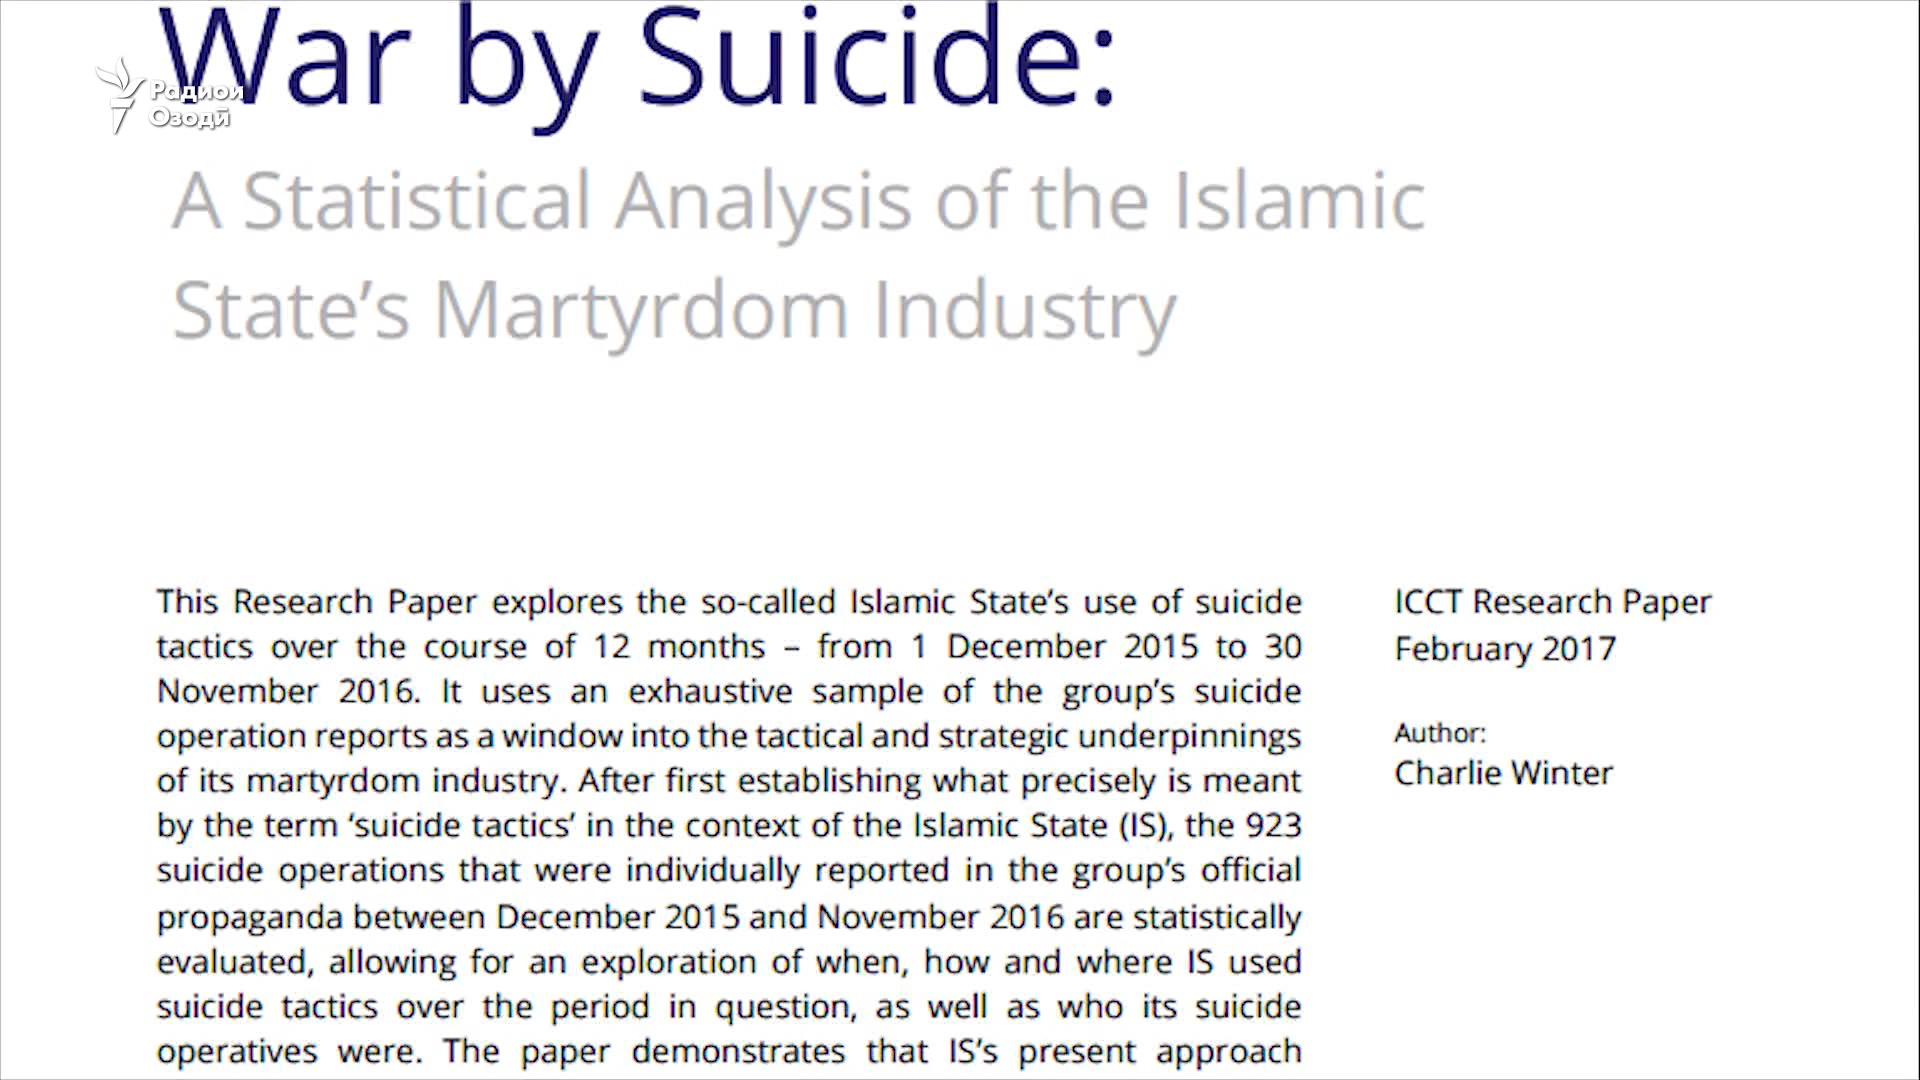 War by Suicide:
Радиои
Озодӣ
A Statistical Analysis of the Islamic
State’s Martyrdom Industry
This Research Paper explores the so-called Islamic State’s use of suicide
tactics over the course of 12 months – from 1 December 2015 to 30
November 2016. It uses an exhaustive sample of the group’s suicide
operation reports as a window into the tactical and strategic underpinnings
of its martyrdom industry. After first establishing what precisely is meant
by the term ‘suicide tactics’ in the context of the Islamic State (IS), the 923
suicide operations that were individually reported in the group’s official
propaganda between December 2015 and November 2016 are statistically
evaluated, allowing for an exploration of when, how and where IS used
suicide tactics over the period in question, as well as who its suicide
operatives were. The paper demonstrates that IS’s present approach
ICCT Research Paper
February 2017
Author:
Charlie Winter